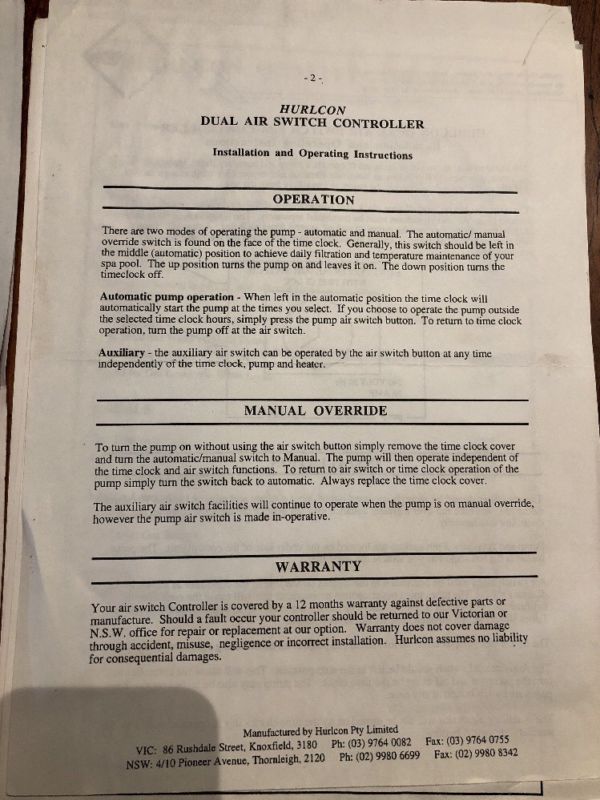 - 2 -
HURLCON
DUAL AIR SWITCH CONTROLLER
Installation and Operating Instructions
OPERATION
There are two modes of operating the pump - automatic and manual. The automatic/ manual
override switch is found on the face of the time clock. Generally, this switch should be left in
the middle (automatic) position to achieve daily filtration and temperature maintenance of your
spa pool. The up position turns the pump on and leaves it on. The down position turns the
timeclock off.
Automatic pump operation - When left in the automatic position the time clock will
automatically start the pump at the times you select. If you choose to operate the pump outside
the selected time clock hours, simply press the pump air switch button. To return to time clock
operation, turn the pump off at the air switch.
Auxiliary - the auxiliary air switch can be operated by the air switch button at any time
independently of the time clock, pump and heater.
MANUAL OVERRIDE
To turn the pump on without using the air switch button simply remove the time clock cover
and turn the automatic/manual switch to Manual. The pump will then operate independent of
the time clock and air switch functions. To return to air switch or time clock operation of the
pump simply turn the switch back to automatic. Always replace the time clock cover.
The auxiliary air switch facilities will continue to operate when the pump is on manual override,
however the pump air switch is made in-operative.
WARRANTY
Your air switch Controller is covered by a 12 months warranty against defective parts or
manufacture. Should a fault occur your controller should be returned to our Victorian or
N.S.W. office for repair or replacement at our option. Warranty does not cover damage
through accident, misuse, negligence or incorrect installation. Hurlcon assumes no liability
for consequential damages.
Manufactured by Hurlcon Pty Limited
VIC: 86 Rushdale Street, Knoxfield, 3180 Ph: (03) 9764 0082 Fax: (03) 9764 0755
NSW: 4/10 Pioneer Avenue, Thornleigh, 2120 Ph: (02) 9980 6699 Fax: (02) 9980 8342